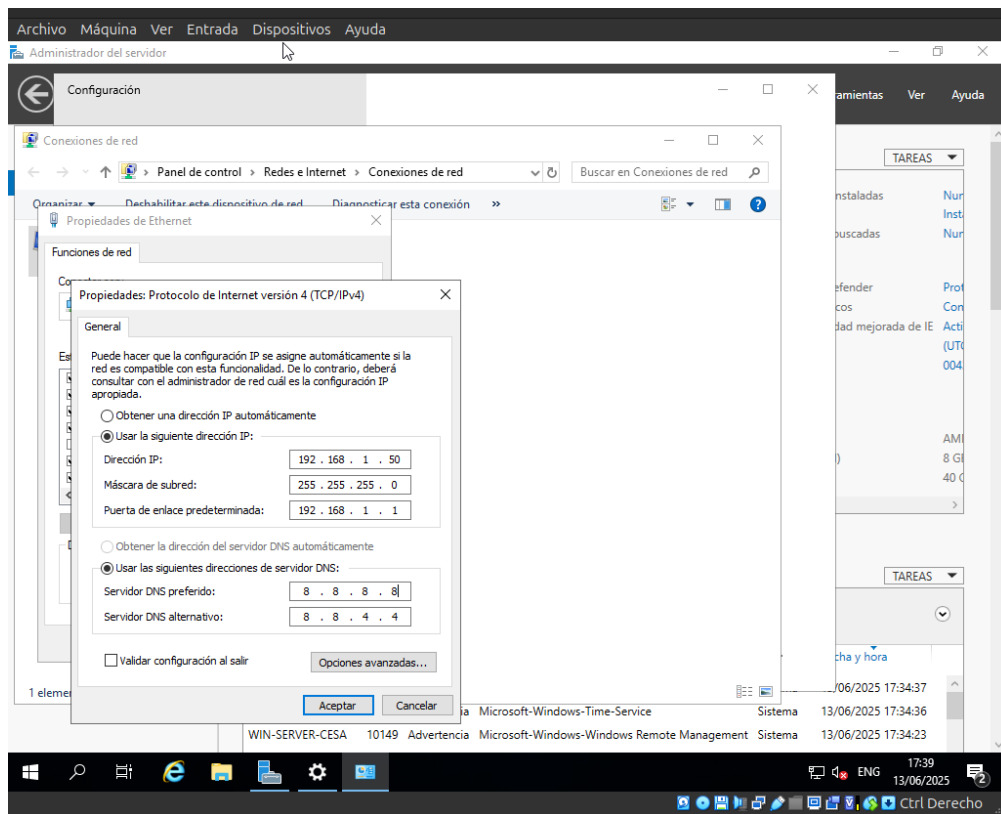 Archivo Máquina Ver Entrada Dispositivos Ayuda
Administrador del servidor
Configuración
Ver Ayuda
Conexiones de red
TAREAS
Panel de control > Redes e Internet > Conexiones de red
Buscar en Conexiones de red
Organizar Deshabilitar este dispositivo de red Diagnosticar esta conexión »
Propiedades de Ethernet
Funciones de red
Propiedades: Protocolo de Internet versión 4 (TCP/IPv4)
General
Puede hacer que la configuración IP se asigne automáticamente si la
red es compatible con esta funcionalidad. De lo contrario, deberá
consultar con el administrador de red cuál es la configuración IP
apropiada.
Obtener una dirección IP automáticamente
Usar la siguiente dirección IP:
Dirección IP: 192 . 168 . 1 . 50
Máscara de subred: 255 . 255 . 255 . 0
Puerta de enlace predeterminada: 192 . 168 . 1 . 1
Obtener la dirección del servidor DNS automáticamente
Usar las siguientes direcciones de servidor DNS:
Servidor DNS preferido: 8 . 8 . 8 . 8
Servidor DNS alternativo: 8 . 8 . 4 . 4
Validar configuración al salir
Opciones avanzadas...
Aceptar Cancelar
mejorada de IE
8
40
TAREAS
y hora
17:34:37
Microsoft-Windows-Time-Service Sistema 13/06/2025 17:34:36
WIN-SERVER-CESA 10149 Advertencia Microsoft-Windows-Windows Remote Management Sistema 13/06/2025 17:34:23
ENG
17:39
13/06/2025
2
Ctrl Derecho